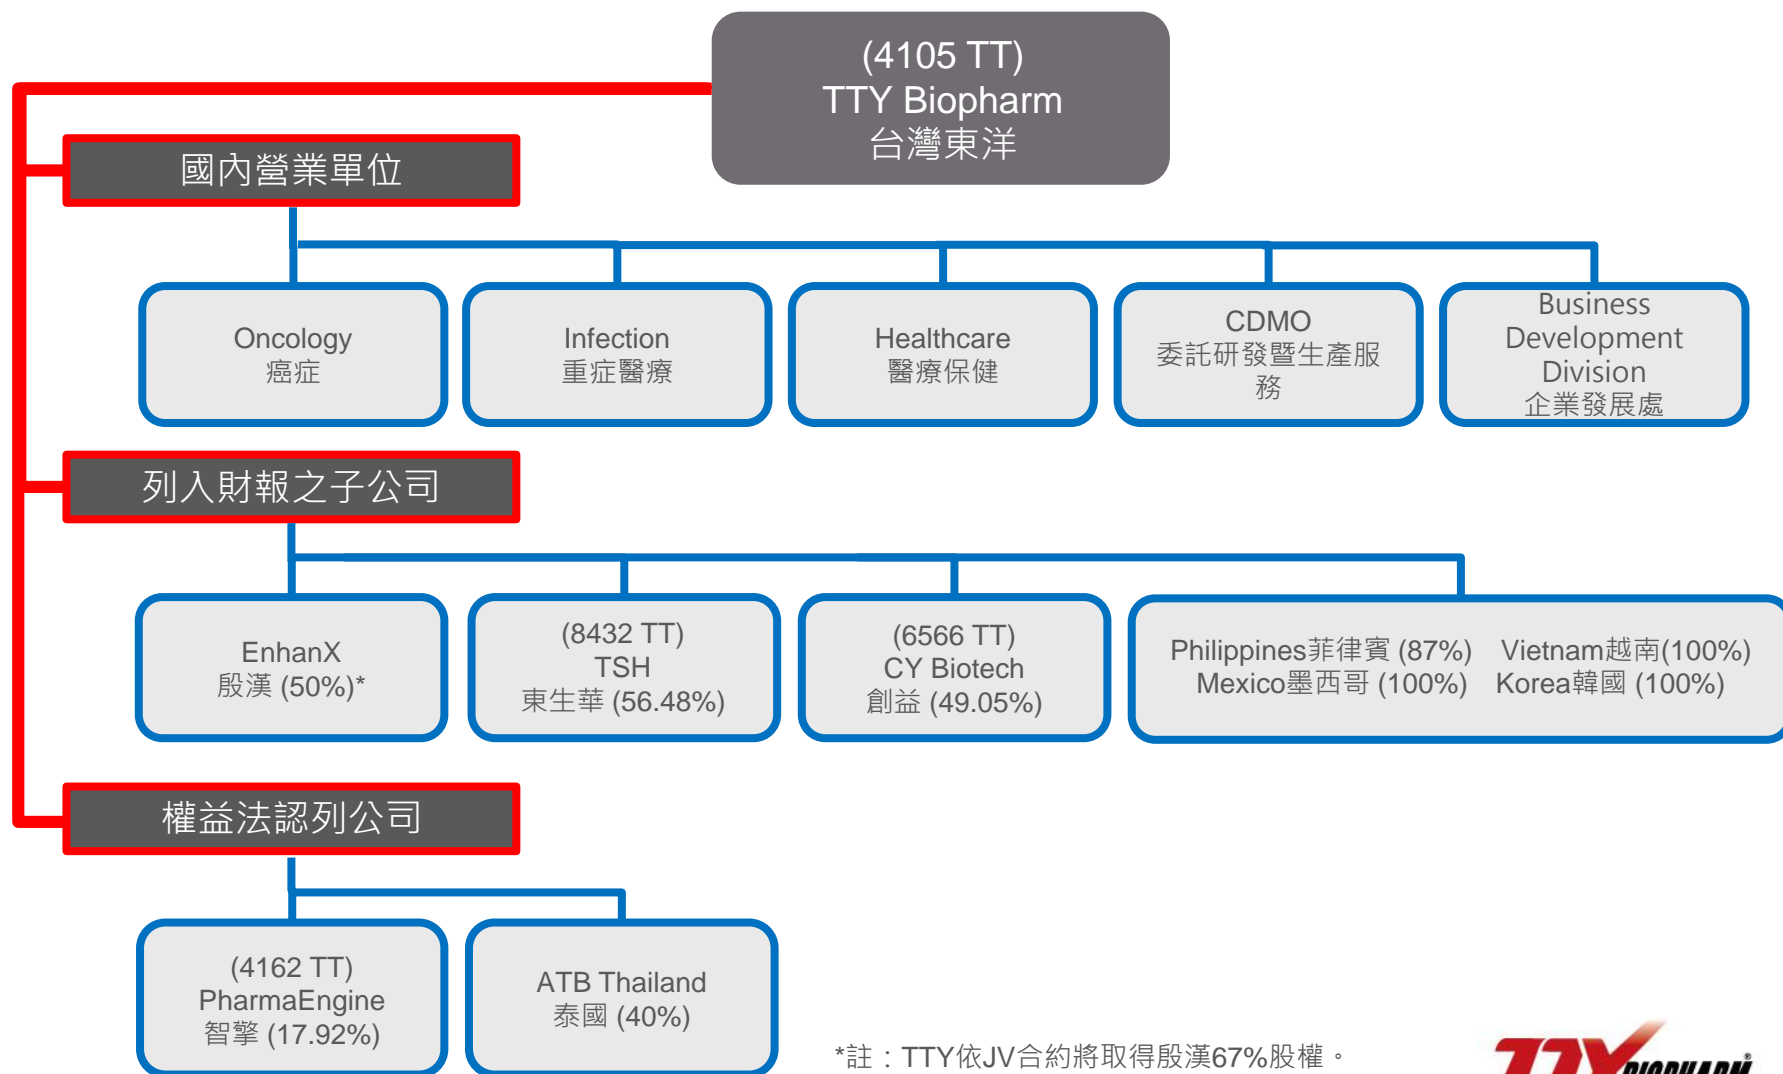 (4105 TT)
TTY Biopharm
台灣東洋
國內營業單位
Oncology
癌症
Infection
重症醫療
Healthcare
醫療保健
CDMO
委託研發暨生產服
務
Business
Development
Division
企業發展處
列入財報之子公司
EnhanX
殷漢 (50%)*
(8432 TT)
TSH
東生華 (56.48%)
(6566 TT)
CY Biotech
創益 (49.05%)
Philippines菲律賓 (87%) Vietnam越南(100%)
Mexico墨西哥 (100%) Korea韓國 (100%)
權益法認列公司
(4162 TT)
PharmaEngine
智擎 (17.92%)
ATB Thailand
泰國 (40%)
*註：TTY依JV合約將取得殷漢67%股權。
TTY BIOPHARM®